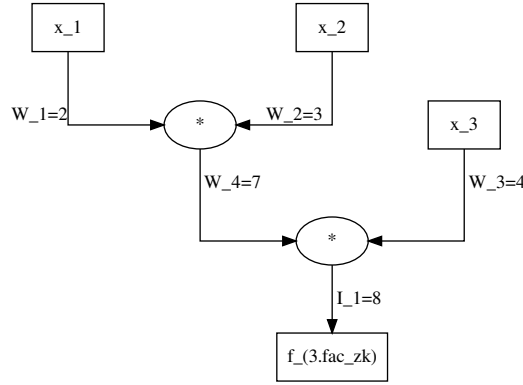 x_1
x_2
W_1=2
*
W_2=3
x_3
W_4=7
W_3=4
*
I_1=8
f_(3.fac_zk)